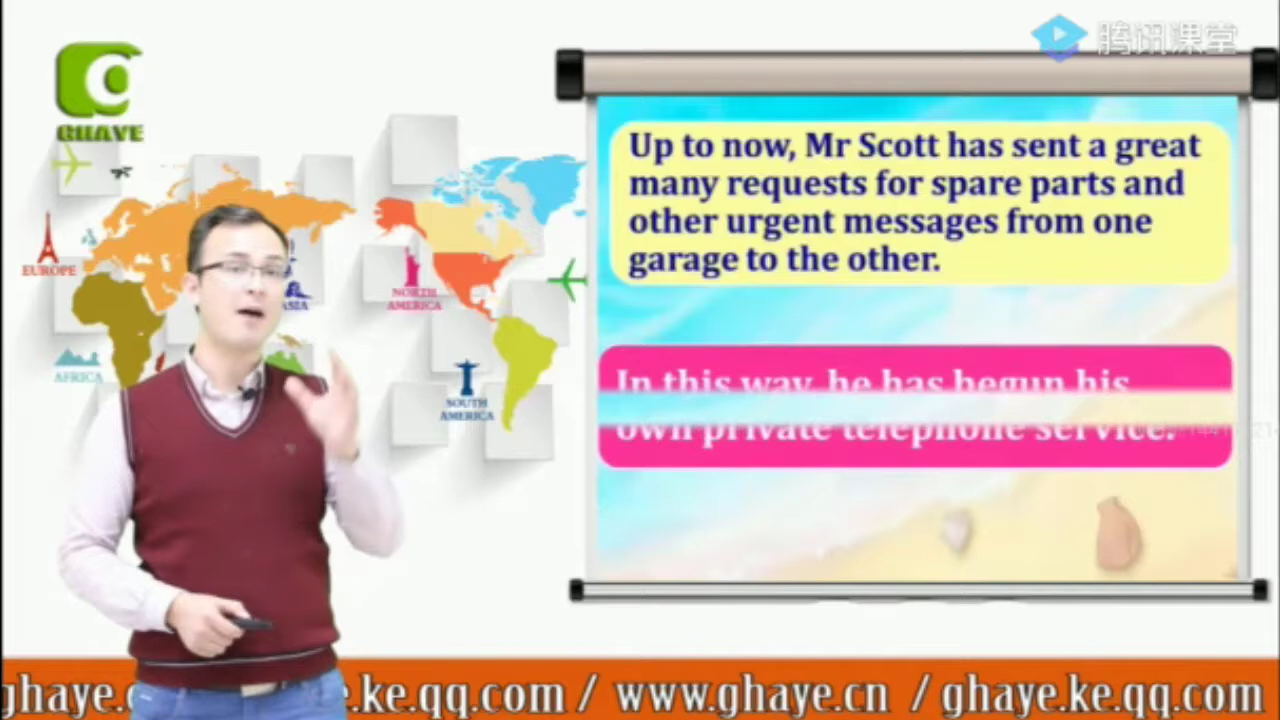 腾讯课堂
GHAYE
Up to now, Mr Scott has sent a great
many requests for spare parts and
other urgent messages from one
garage to the other.
EUROPE
ASIA
NORTH
AMERICA
AFRICA
SOUTH
AMERICA
In this way, he has begun his
own private telephone service.
ghaye.c e.ke.qq.com / www.ghaye.cn / ghaye.ke.qq.com